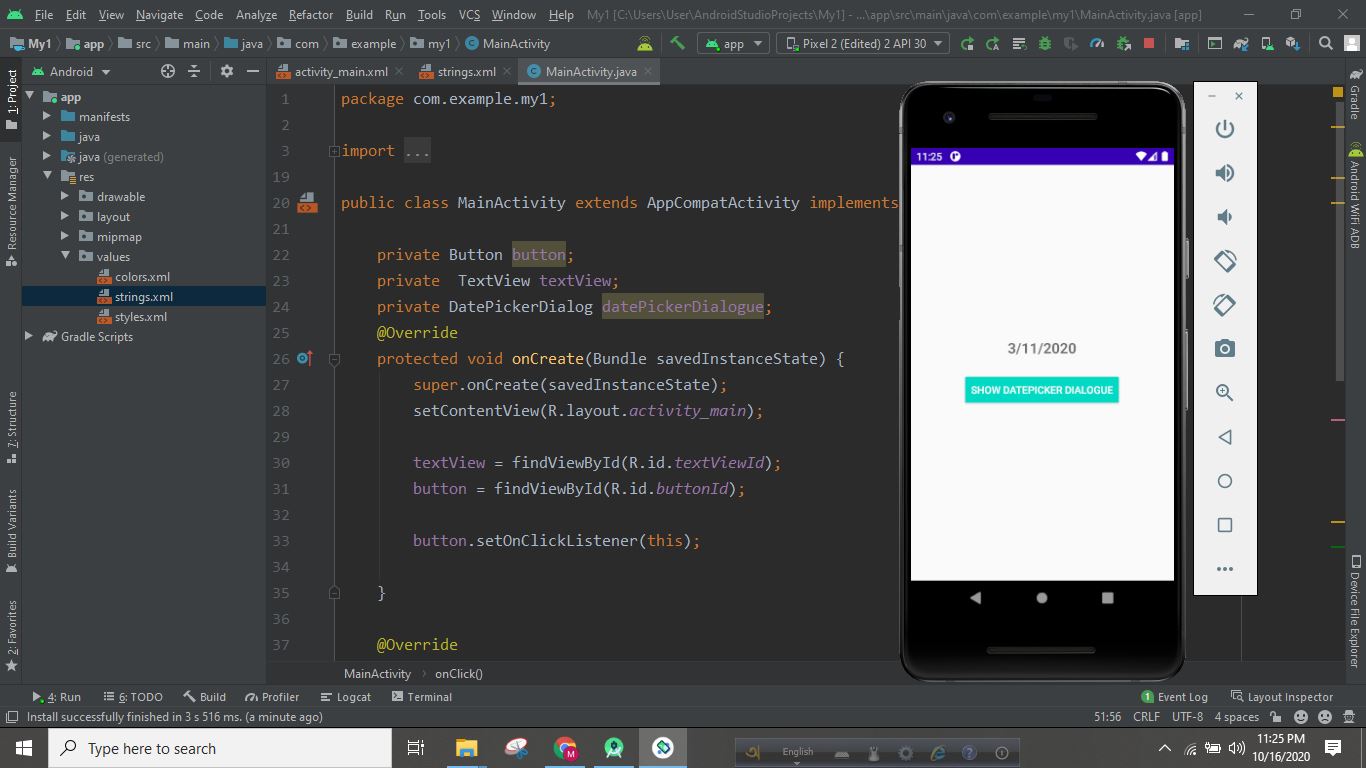 File Edit View Navigate Code Analyze Refactor Build Run Tools VCS Window Help My1 [C:\Users\User\AndroidStudioProjects\My1] - ...\app\src\main\java\com\example\my1\MainActivity.java [app]
My1 app src main java com example my1 MainActivity app Pixel 2 (Edited) 2 API 30
Android activity_main.xml strings.xml MainActivity.java
1: Project
Resource Manager
7: Structure
Build Variants
2: Favorites
app
manifests
java
java (generated)
res
drawable
layout
mipmap
values
colors.xml
strings.xml
styles.xml
Gradle Scripts
1 package com.example.my1;
2
3 import ...
19
20 public class MainActivity extends AppCompatActivity implements
21
22 private Button button;
23 private TextView textView;
24 private DatePickerDialog datePickerDialogue;
25 @Override
26 protected void onCreate(Bundle savedInstanceState) {
27 super.onCreate(savedInstanceState);
28 setContentView(R.layout.activity_main);
29
30 textView = findViewById(R.id.textViewId);
31 button = findViewById(R.id.buttonId);
32
33 button.setOnClickListener(this);
34
35 }
36
37 @Override
MainActivity onClick()
11:25
3/11/2020
SHOW DATEPICKER DIALOGUE
Gradle
Android WiFi ADB
Device File Explorer
4: Run 6: TODO Build Profiler Logcat Terminal 1 Event Log Layout Inspector
Install successfully finished in 3 s 516 ms. (a minute ago) 51:56 CRLF UTF-8 4 spaces
Type here to search
M
অ English
11:25 PM
10/16/2020